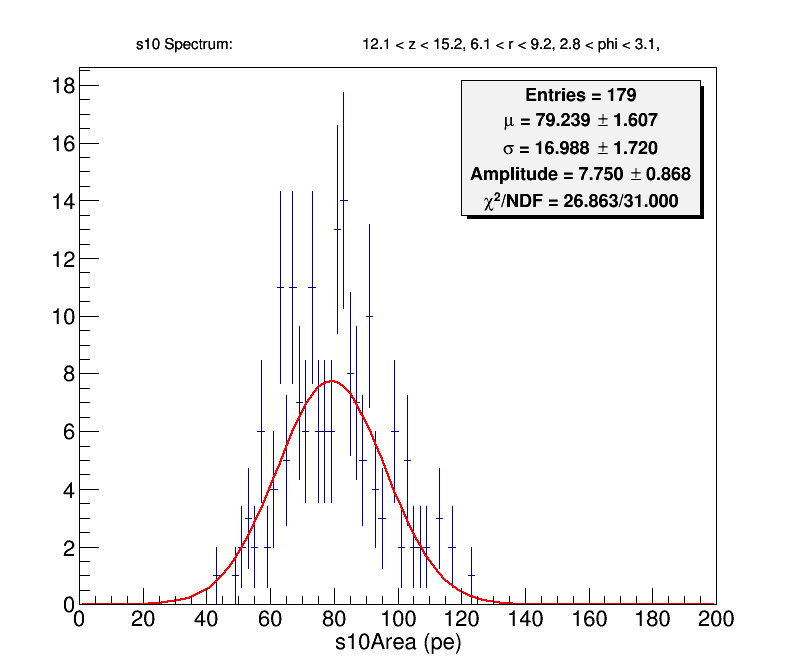 s10 Spectrum: 12.1 < z < 15.2, 6.1 < r < 9.2, 2.8 < phi < 3.1,
Entries = 179
μ = 79.239 ± 1.607
σ = 16.988 ± 1.720
Amplitude = 7.750 ± 0.868
χ²/NDF = 26.863/31.000
18
16
14
12
10
8
6
4
2
0
0 20 40 60 80 100 120 140 160 180 200
s10Area (pe)